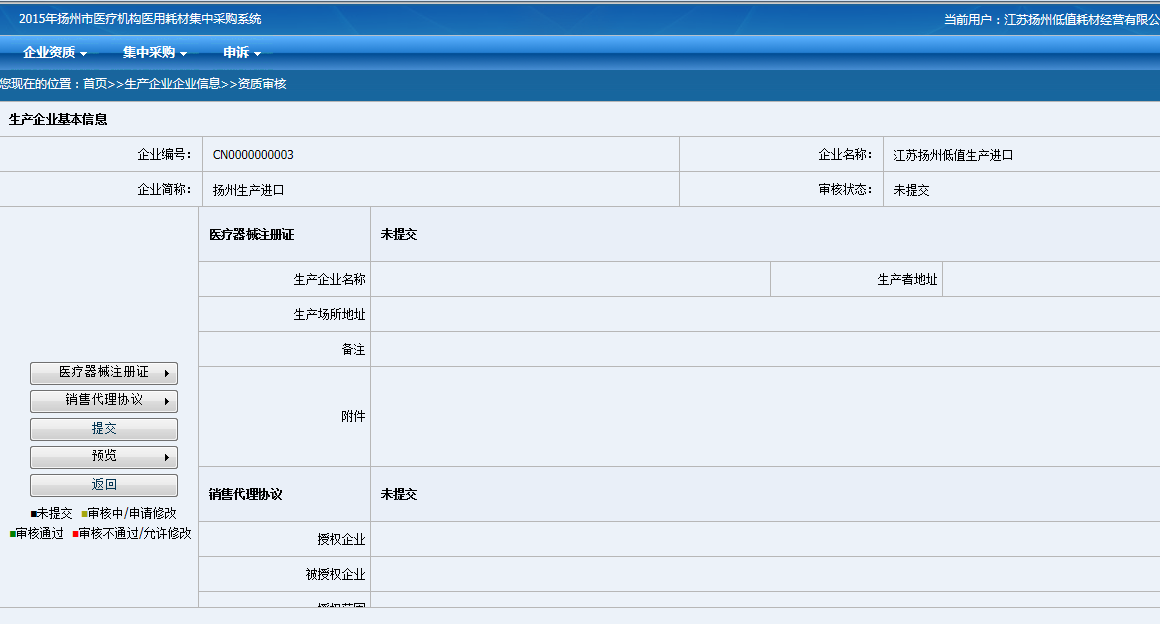 2015年扬州市医疗机构医用耗材集中采购系统 当前用户：江苏扬州低值耗材经营有限公
企业资质 集中采购 申诉
您现在的位置：首页>>生产企业企业信息>>资质审核
生产企业基本信息
企业编号： CN0000000003 企业名称： 江苏扬州低值生产进口
企业简称： 扬州生产进口 审核状态： 未提交
医疗器械注册证 未提交
生产企业名称 生产者地址
生产场所地址
备注
附件
销售代理协议 未提交
授权企业
被授权企业
授权范围
医疗器械注册证
销售代理协议
提交
预览
返回
■未提交 ■审核中/申请修改
■审核通过 ■审核不通过/允许修改